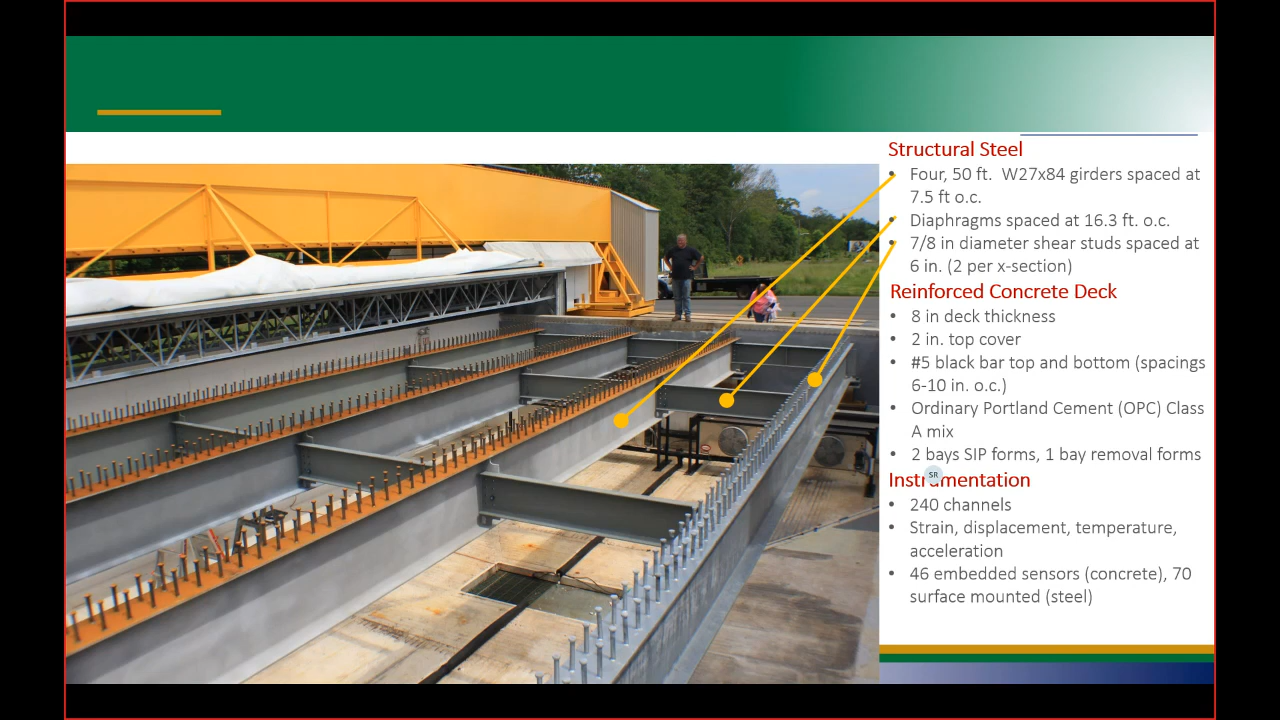 Structural Steel
• Four, 50 ft. W27x84 girders spaced at
7.5 ft o.c.
• Diaphragms spaced at 16.3 ft. o.c.
• 7/8 in diameter shear studs spaced at
6 in. (2 per x-section)
Reinforced Concrete Deck
• 8 in deck thickness
• 2 in. top cover
• #5 black bar top and bottom (spacings
6-10 in. o.c.)
• Ordinary Portland Cement (OPC) Class
A mix
• 2 bays SIP forms, 1 bay removal forms
SR
Instrumentation
• 240 channels
• Strain, displacement, temperature,
acceleration
• 46 embedded sensors (concrete), 70
surface mounted (steel)